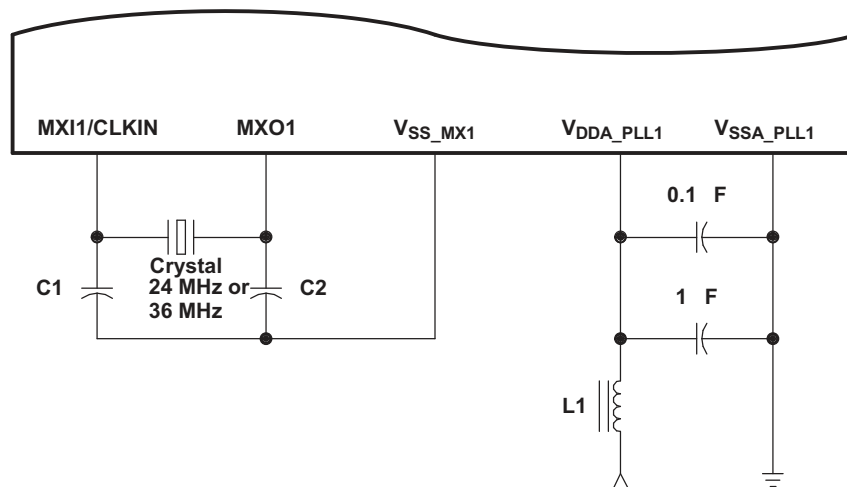 MXI1/CLKIN MXO1 VSS_MX1 VDDA_PLL1 VSSA_PLL1
0.1 F
Crystal
C1 24 MHz or C2
36 MHz
1 F
L1